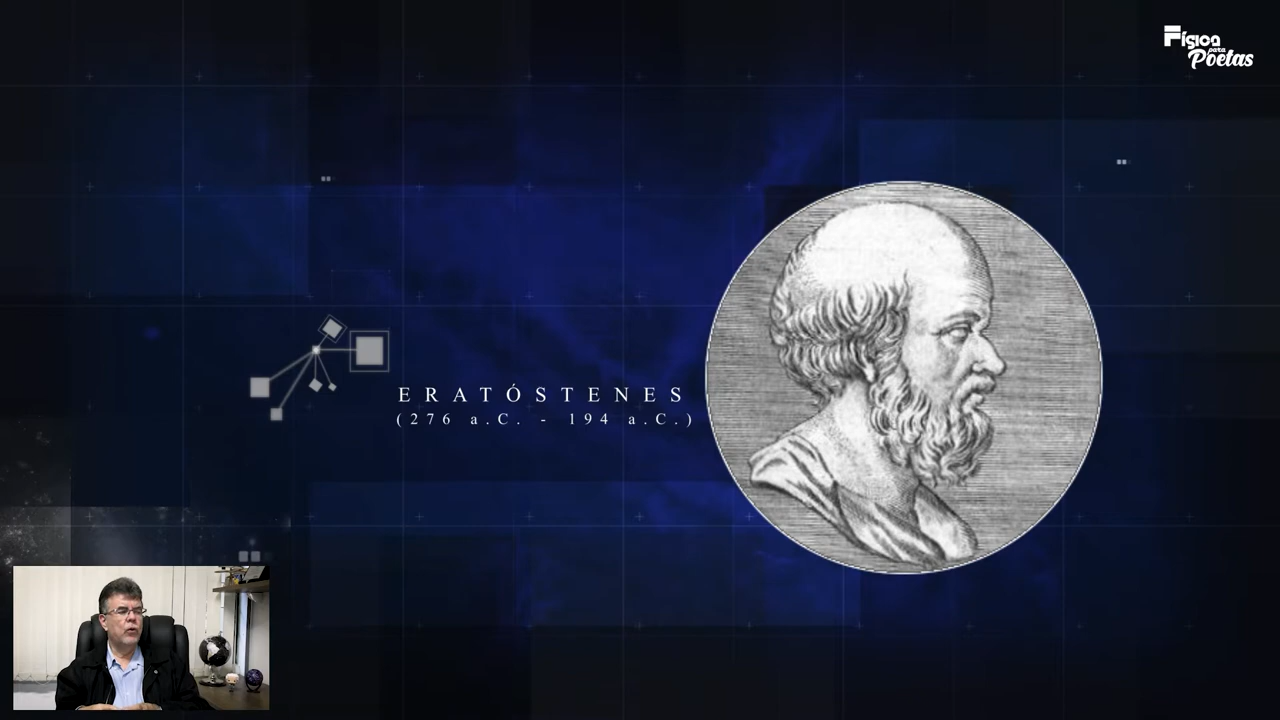 Física
para
Poetas
ERATÓSTENES
(276 a.C. - 194 a.C.)